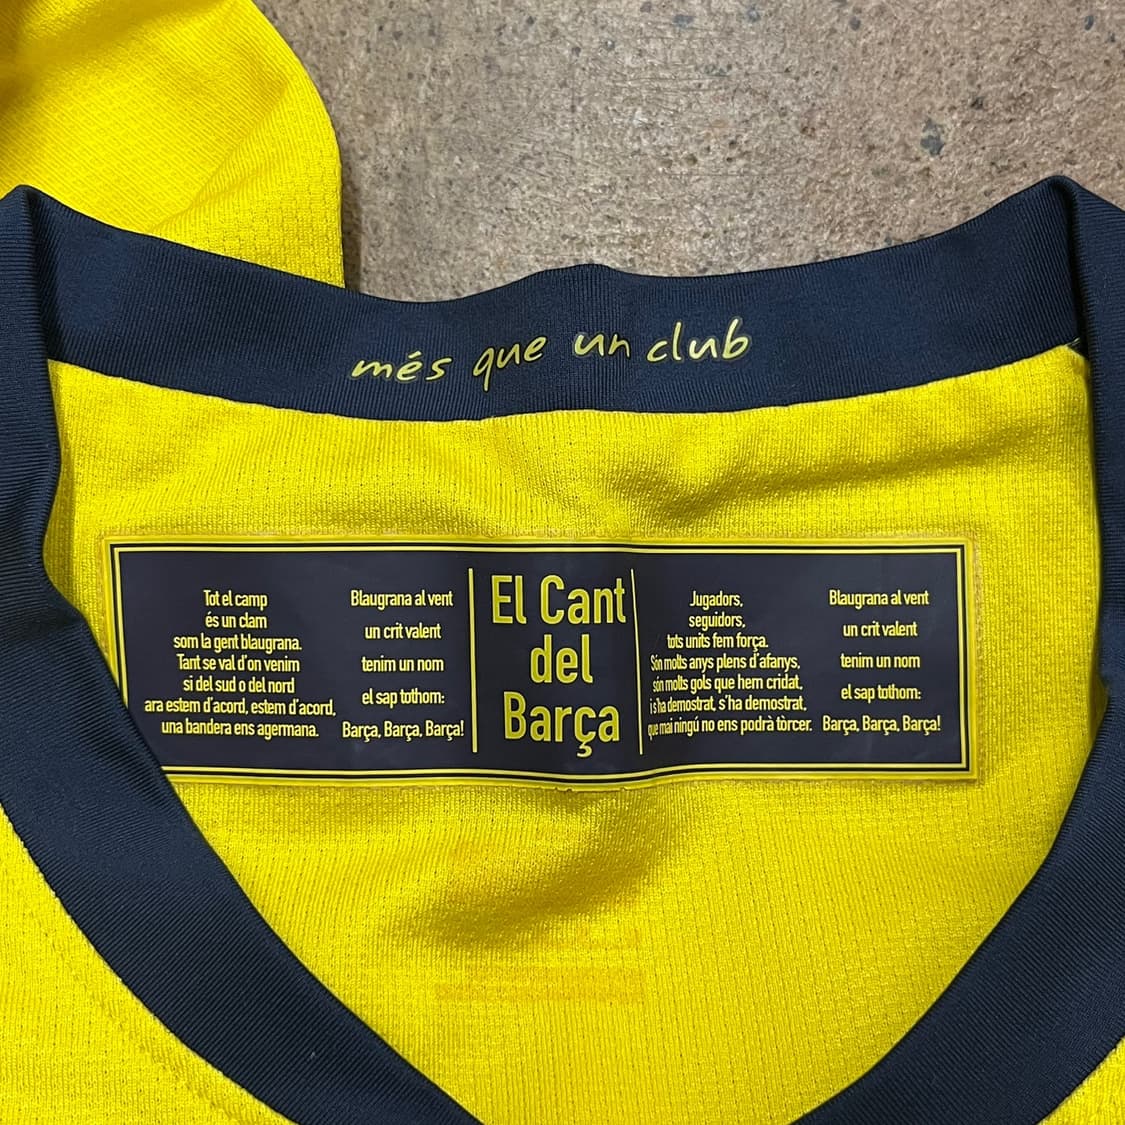 més que un club
Tot el camp
és un clam
som la gent blaugrana.
Tant se val d'on venim
si del sud o del nord
ara estem d'acord, estem d'acord,
una bandera ens agermana.
Blaugrana al vent
un crit valent
tenim un nom
el sap tothom:
Barça, Barça, Barça!
El Cant
del
Barça
Jugadors,
seguidors,
tots units fem força.
Són molts anys plens d'afanys,
són molts gols que hem cridat,
i s'ha demostrat, s'ha demostrat,
que mai ningú no ens podrà tòrcer.
Blaugrana al vent
un crit valent
tenim un nom
el sap tothom:
Barça, Barça, Barça!